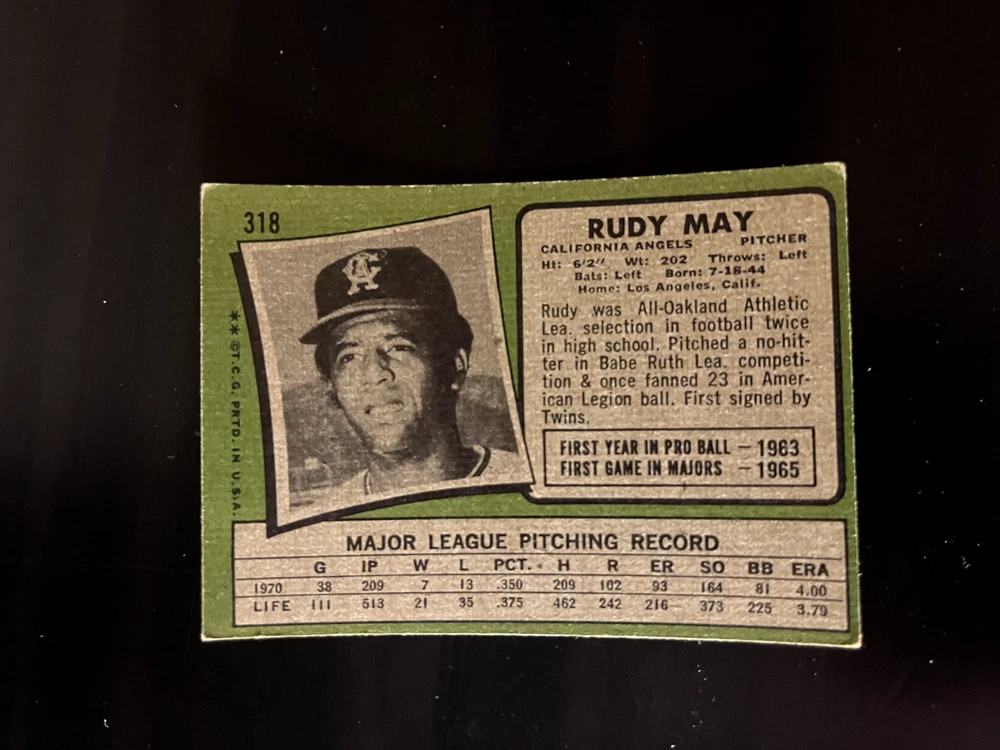 318
CA
** ©T.C.G. PRTD. IN U.S.A.
RUDY MAY
CALIFORNIA ANGELS PITCHER
Ht: 6'2" Wt: 202 Throws: Left
Bats: Left Born: 7-18-44
Home: Los Angeles, Calif.
Rudy was All-Oakland Athletic
Lea. selection in football twice
in high school. Pitched a no-hit-
ter in Babe Ruth Lea. competi-
tion & once fanned 23 in Amer-
ican Legion ball. First signed by
Twins.
FIRST YEAR IN PRO BALL – 1963
FIRST GAME IN MAJORS – 1965
MAJOR LEAGUE PITCHING RECORD
G IP W L PCT. H R ER SO BB ERA
1970 38 209 7 13 .350 209 102 93 164 81 4.00
LIFE 111 513 21 35 .375 462 242 216 373 225 3.79